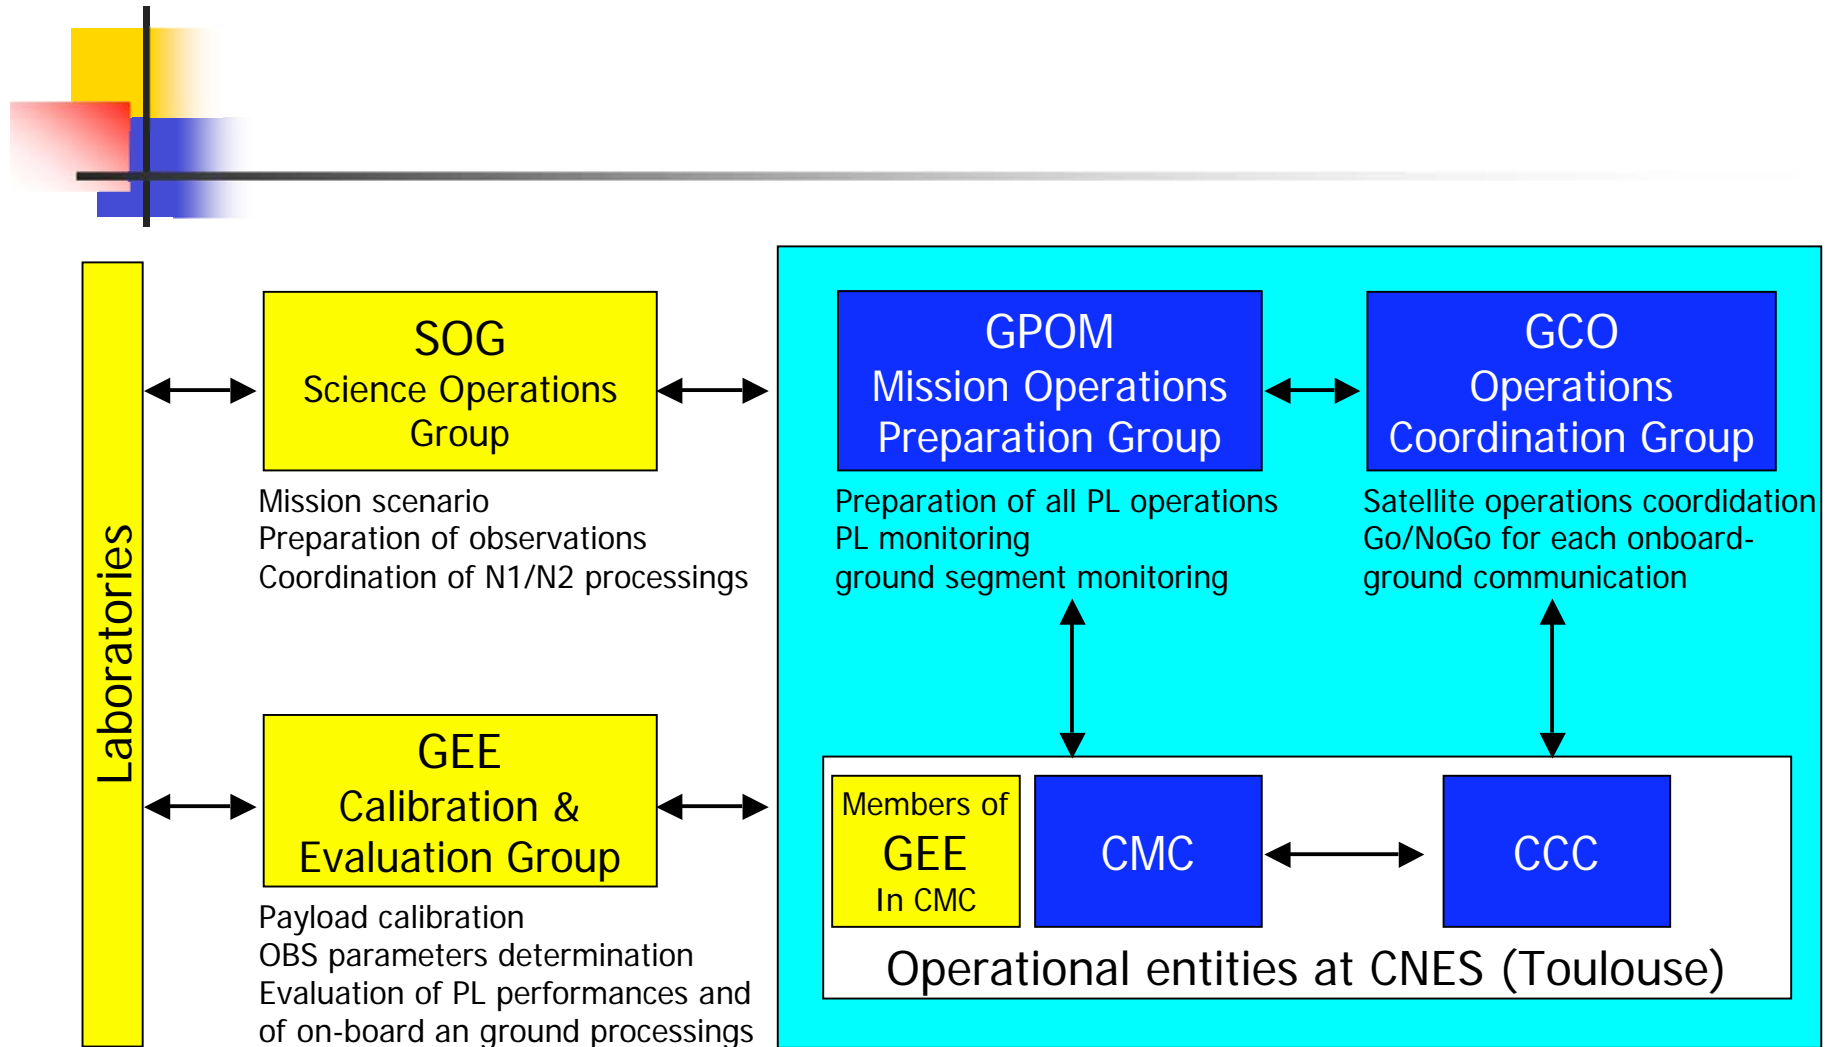 Laboratories
SOG
Science Operations
Group
Mission scenario
Preparation of observations
Coordination of N1/N2 processings
GEE
Calibration &
Evaluation Group
Payload calibration
OBS parameters determination
Evaluation of PL performances and
of on-board an ground processings
GPOM
Mission Operations
Preparation Group
Preparation of all PL operations
PL monitoring
ground segment monitoring
GCO
Operations
Coordination Group
Satellite operations coordidation
Go/NoGo for each onboard-
ground communication
Members of
GEE
In CMC
CMC
CCC
Operational entities at CNES (Toulouse)